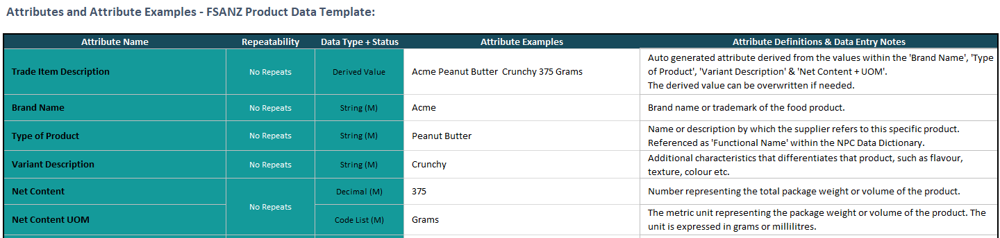 Attributes and Attribute Examples - FSANZ Product Data Template:
Attribute Name Repeatability Data Type + Status Attribute Examples Attribute Definitions & Data Entry Notes
Trade Item Description No Repeats Derived Value Acme Peanut Butter  Crunchy 375 Grams Auto generated attribute derived from the values within the 'Brand Name', 'Type
of Product', 'Variant Description' & 'Net Content + UOM'.
The derived value can be overwritten if needed.
Brand Name No Repeats String (M) Acme Brand name or trademark of the food product.
Type of Product No Repeats String (M) Peanut Butter Name or description by which the supplier refers to this specific product.
Referenced as 'Functional Name' within the NPC Data Dictionary.
Variant Description No Repeats String (M) Crunchy Additional characteristics that differentiates that product, such as flavour,
texture, colour etc.
Net Content Decimal (M) 375 Number representing the total package weight or volume of the product.
No Repeats
Net Content UOM Code List (M) Grams The metric unit representing the package weight or volume of the product. The
unit is expressed in grams or millilitres.